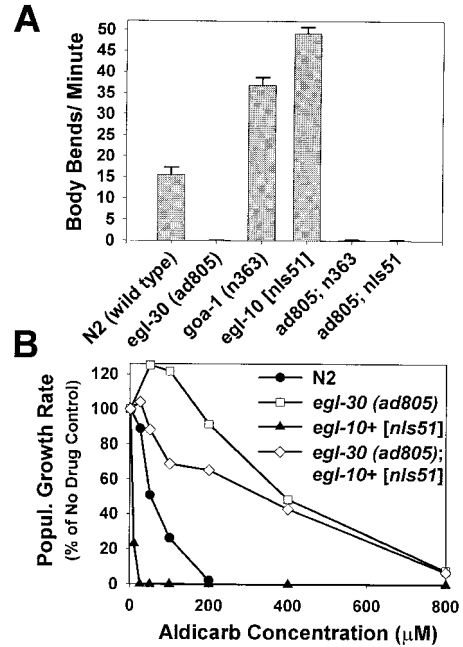 A
Body Bends/ Minute
50
45
40
35
30
25
20
15
10
5
0
N2 (wild type)
egl-30 (ad805)
goa-1 (n363)
egl-10 [nIs51]
ad805; n363
ad805; nIs51
B
Popul. Growth Rate
(% of No Drug Control)
120
100
80
60
40
20
0
N2
egl-30 (ad805)
egl-10+ [nIs51]
egl-30 (ad805);
egl-10+ [nIs51]
0 200 400 600 800
Aldicarb Concentration (μM)